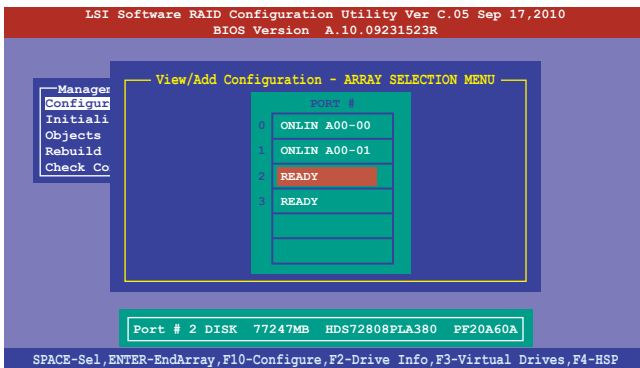 LSI Software RAID Configuration Utility Ver C.05 Sep 17,2010
BIOS Version A.10.09231523R
View/Add Configuration - ARRAY SELECTION MENU
Managem
Configur
Initiali
Objects
Rebuild
Check Co
PORT #
0 ONLIN A00-00
1 ONLIN A00-01
2 READY
3 READY
Port # 2 DISK 77247MB HDS72808PLA380 PF20A60A
SPACE-Sel,ENTER-EndArray,F10-Configure,F2-Drive Info,F3-Virtual Drives,F4-HSP